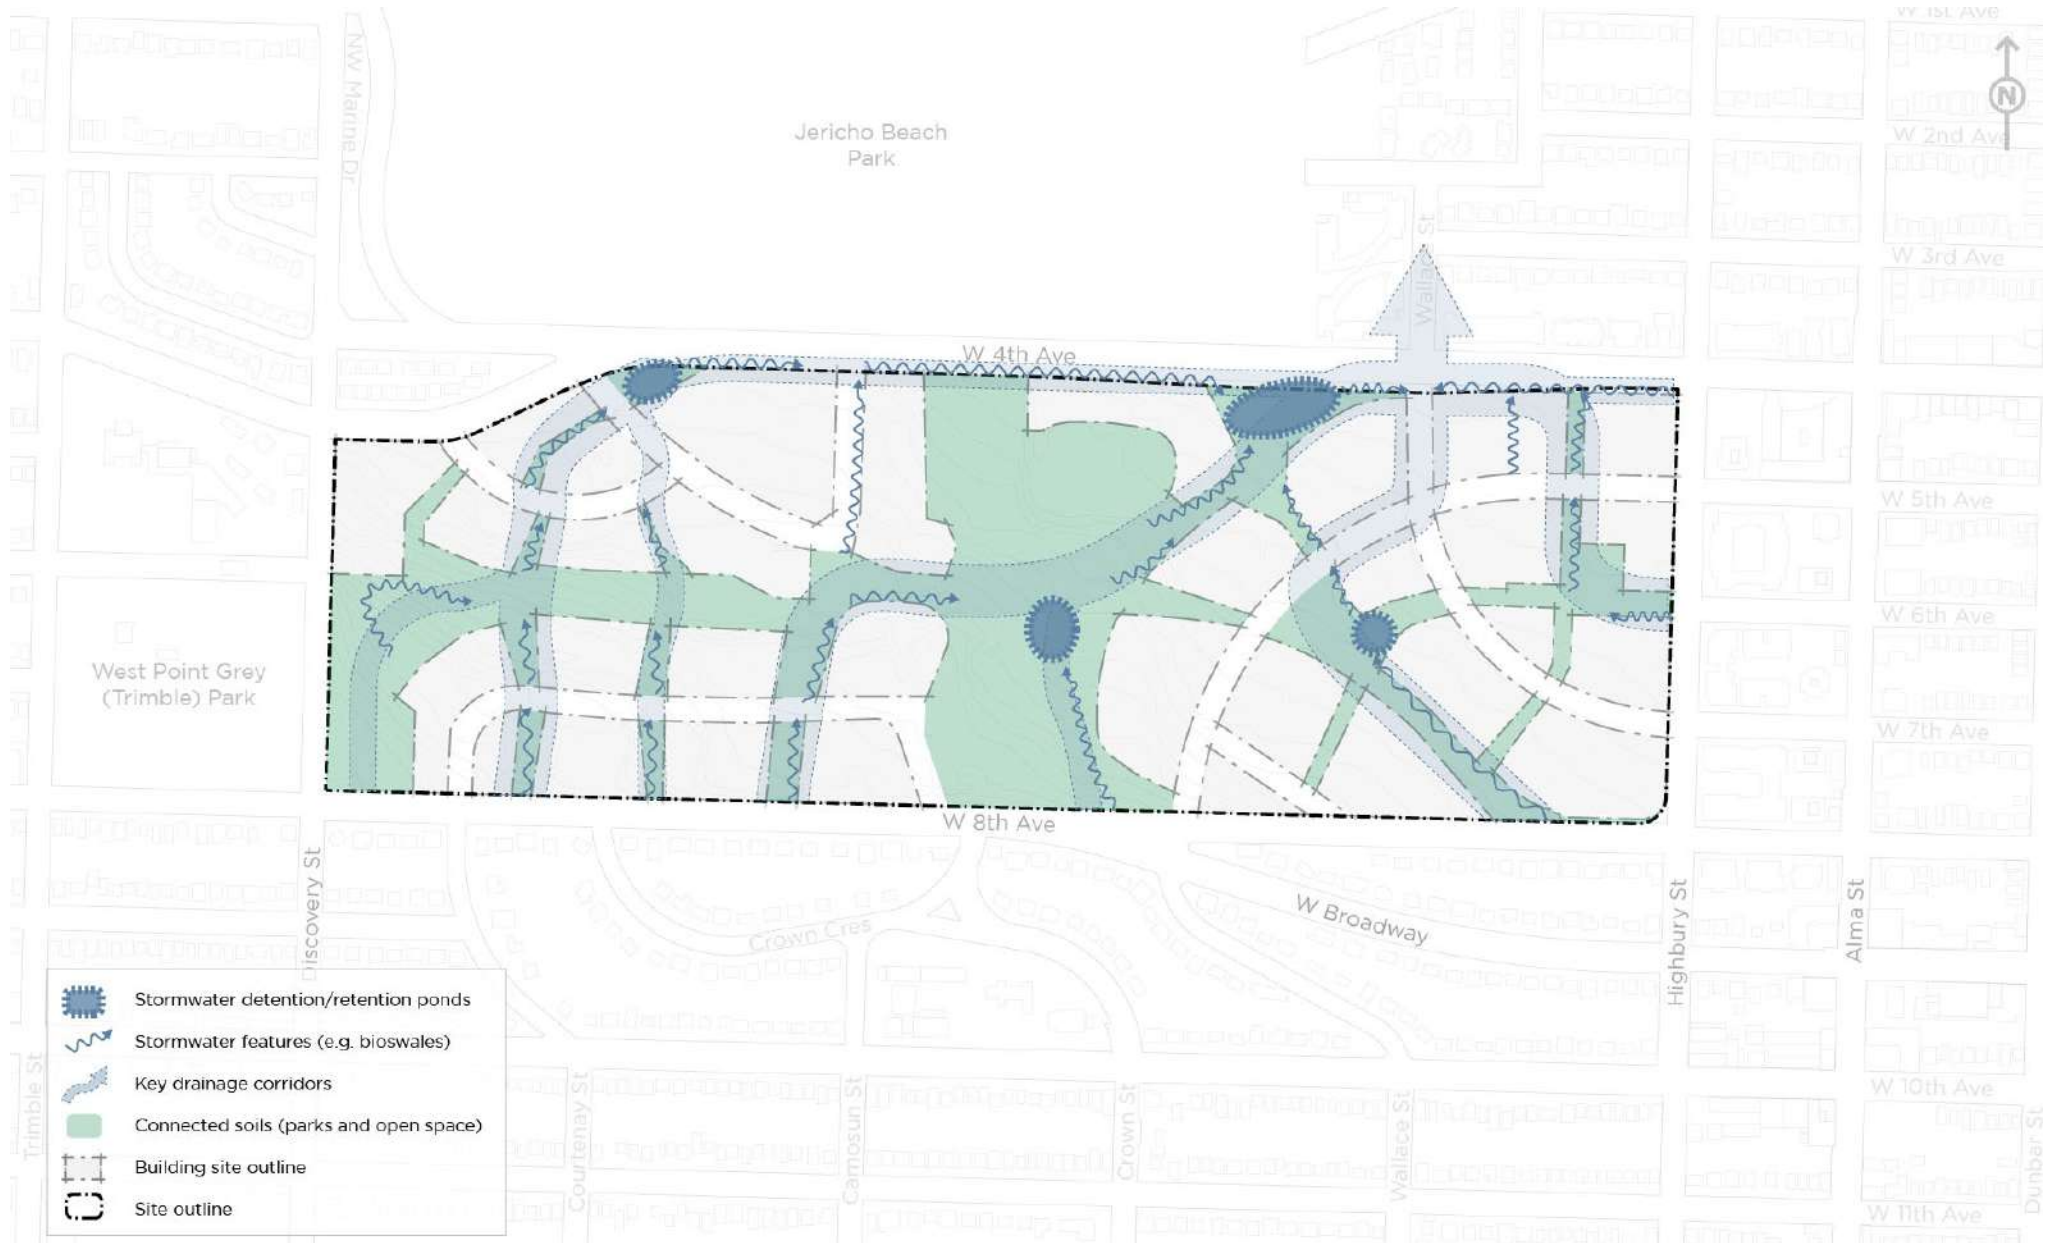 W 1st Ave
NW Marine Dr
N
Jericho Beach
Park
W 2nd Ave
Wallace St
W 3rd Ave
W 4th Ave
W 5th Ave
W 6th Ave
West Point Grey
(Trimble) Park
W 7th Ave
W 8th Ave
Discovery St
W Broadway
Crown Cres
Highbury St
Alma St
Stormwater detention/retention ponds
Stormwater features (e.g. bioswales)
Key drainage corridors
Connected soils (parks and open space)
Building site outline
Site outline
Trimble St
Courtenay St
Camosun St
Crown St
Wallace St
W 10th Ave
Dunbar St
W 11th Ave